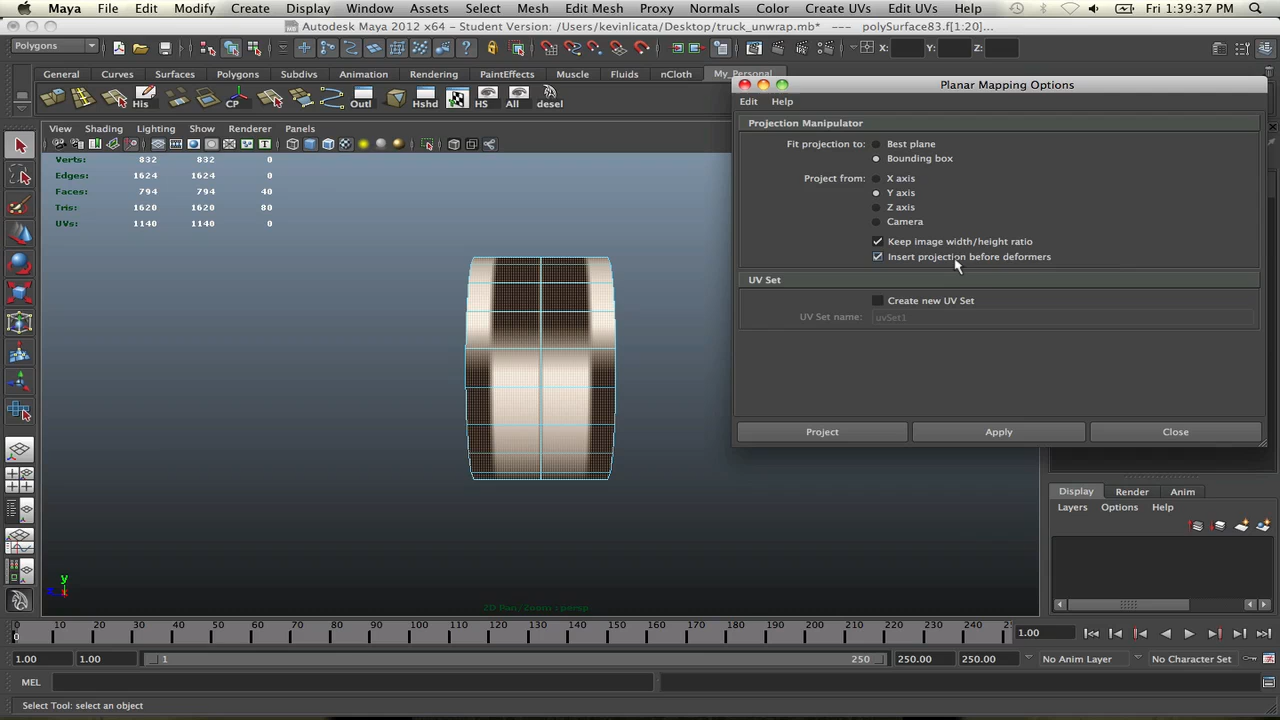 Maya File Edit Modify Create Display Window Assets Select Mesh Edit Mesh Proxy Normals Color Create UVs Edit UVs Help Fri 1:39:37 PM
Autodesk Maya 2012 x64 - Student Version: /Users/kevinlicata/Desktop/truck_unwrap.mb* --- polySurface83.f[1:20]...
Polygons X: Y: Z:
General Curves Surfaces Polygons Subdivs Animation Rendering PaintEffects Muscle Fluids nCloth My_Personal
His CP Outl Hshd HS All desel
Planar Mapping Options
Edit Help
Projection Manipulator
Fit projection to: Best plane
Bounding box
Project from: X axis
Y axis
Z axis
Camera
Keep image width/height ratio
Insert projection before deformers
UV Set
Create new UV Set
UV Set name: uvSet1
Project Apply Close
View Shading Lighting Show Renderer Panels
Verts: 832 832 0
Edges: 1624 1624 0
Faces: 794 794 40
Tris: 1620 1620 80
UVs: 1140 1140 0
y
2D Pan/Zoom : persp
Display Render Anim
Layers Options Help
0 10 20 30 40 50 60 70 80 90 100 110 120 130 140 150 160 170 180 190 200 210 220 230 240 1.00
0
1.00 1.00 1 250 250.00 250.00 No Anim Layer No Character Set
MEL
Select Tool: select an object